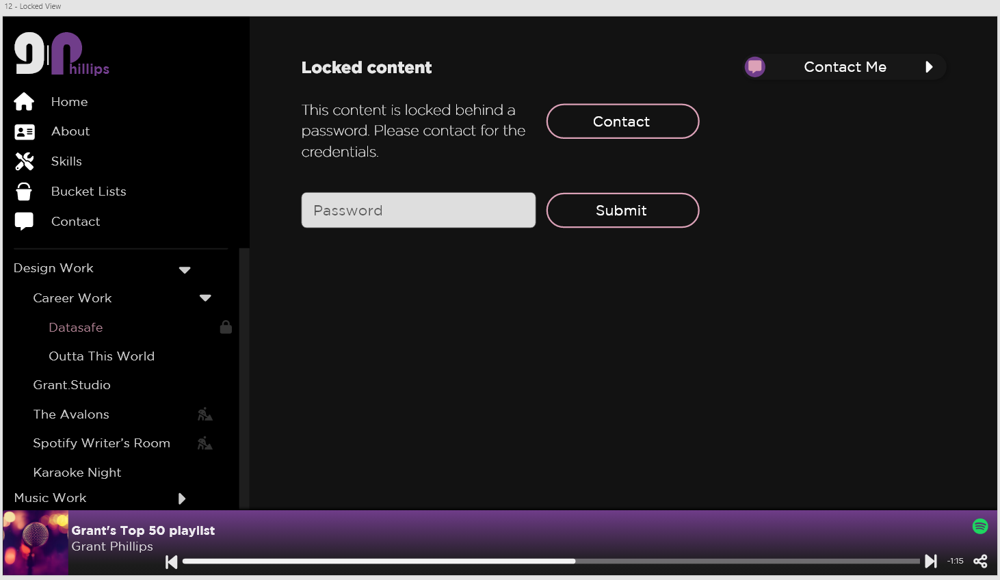 12 - Locked View
g|Phillips
Home
About
Skills
Bucket Lists
Contact
Design Work
Career Work
Datasafe
Outta This World
Grant.Studio
The Avalons
Spotify Writer’s Room
Karaoke Night
Music Work
Locked content
This content is locked behind a
password. Please contact for the
credentials.
Contact
Password
Submit
Contact Me
Grant's Top 50 playlist
Grant Phillips
-1:15